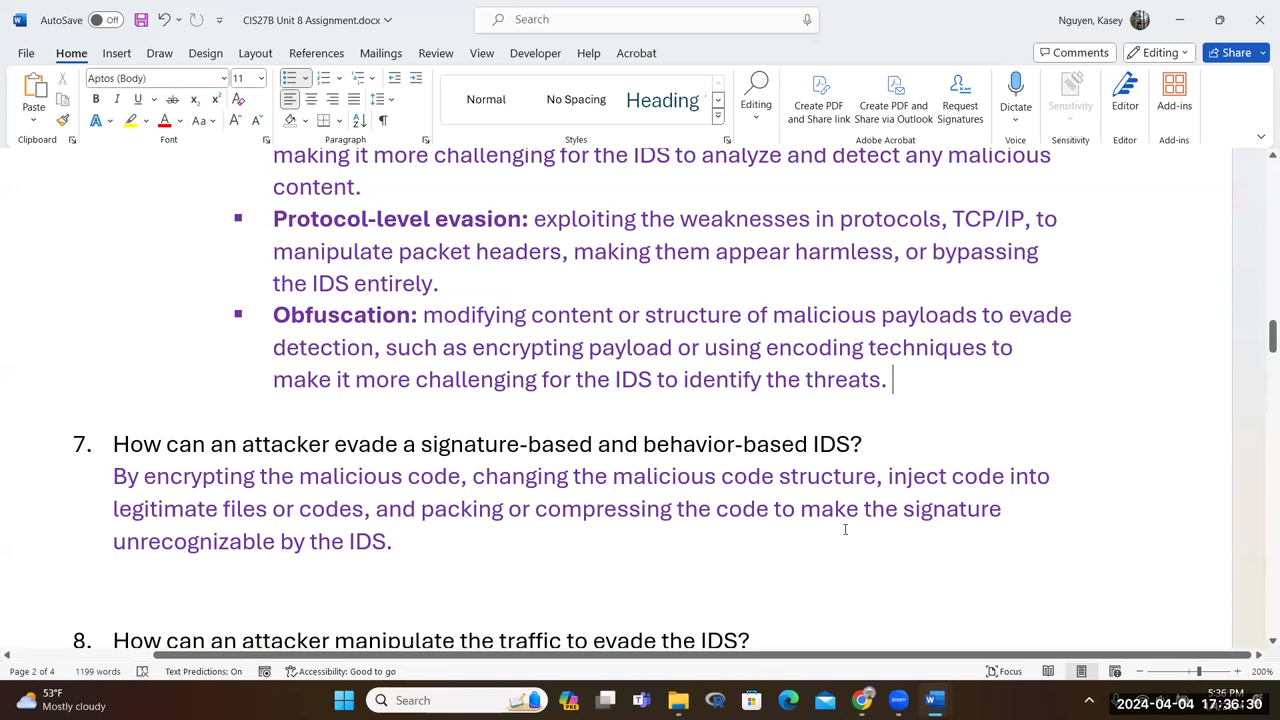 AutoSave Off CIS27B Unit 8 Assignment.docx Search Nguyen, Kasey
File Home Insert Draw Design Layout References Mailings Review View Developer Help Acrobat Comments Editing Share
Aptos (Body) 11
Paste
B I U ab x₂ x²
A A Aa A A
Normal No Spacing Heading
Editing
Create PDF and Share link
Create PDF and Share via Outlook
Request Signatures
Dictate
Sensitivity
Editor
Add-ins
Clipboard Font Paragraph Styles Adobe Acrobat Voice Sensitivity Editor Add-ins
making it more challenging for the IDS to analyze and detect any malicious
content.
▪ Protocol-level evasion: exploiting the weaknesses in protocols, TCP/IP, to
manipulate packet headers, making them appear harmless, or bypassing
the IDS entirely.
▪ Obfuscation: modifying content or structure of malicious payloads to evade
detection, such as encrypting payload or using encoding techniques to
make it more challenging for the IDS to identify the threats.
7. How can an attacker evade a signature-based and behavior-based IDS?
By encrypting the malicious code, changing the malicious code structure, inject code into
legitimate files or codes, and packing or compressing the code to make the signature
unrecognizable by the IDS.
8. How can an attacker manipulate the traffic to evade the IDS?
Page 2 of 4 1199 words Text Predictions: On Accessibility: Good to go Focus 200%
53°F
Mostly cloudy
Search
5:36 PM
2024-04-04 17:36:30